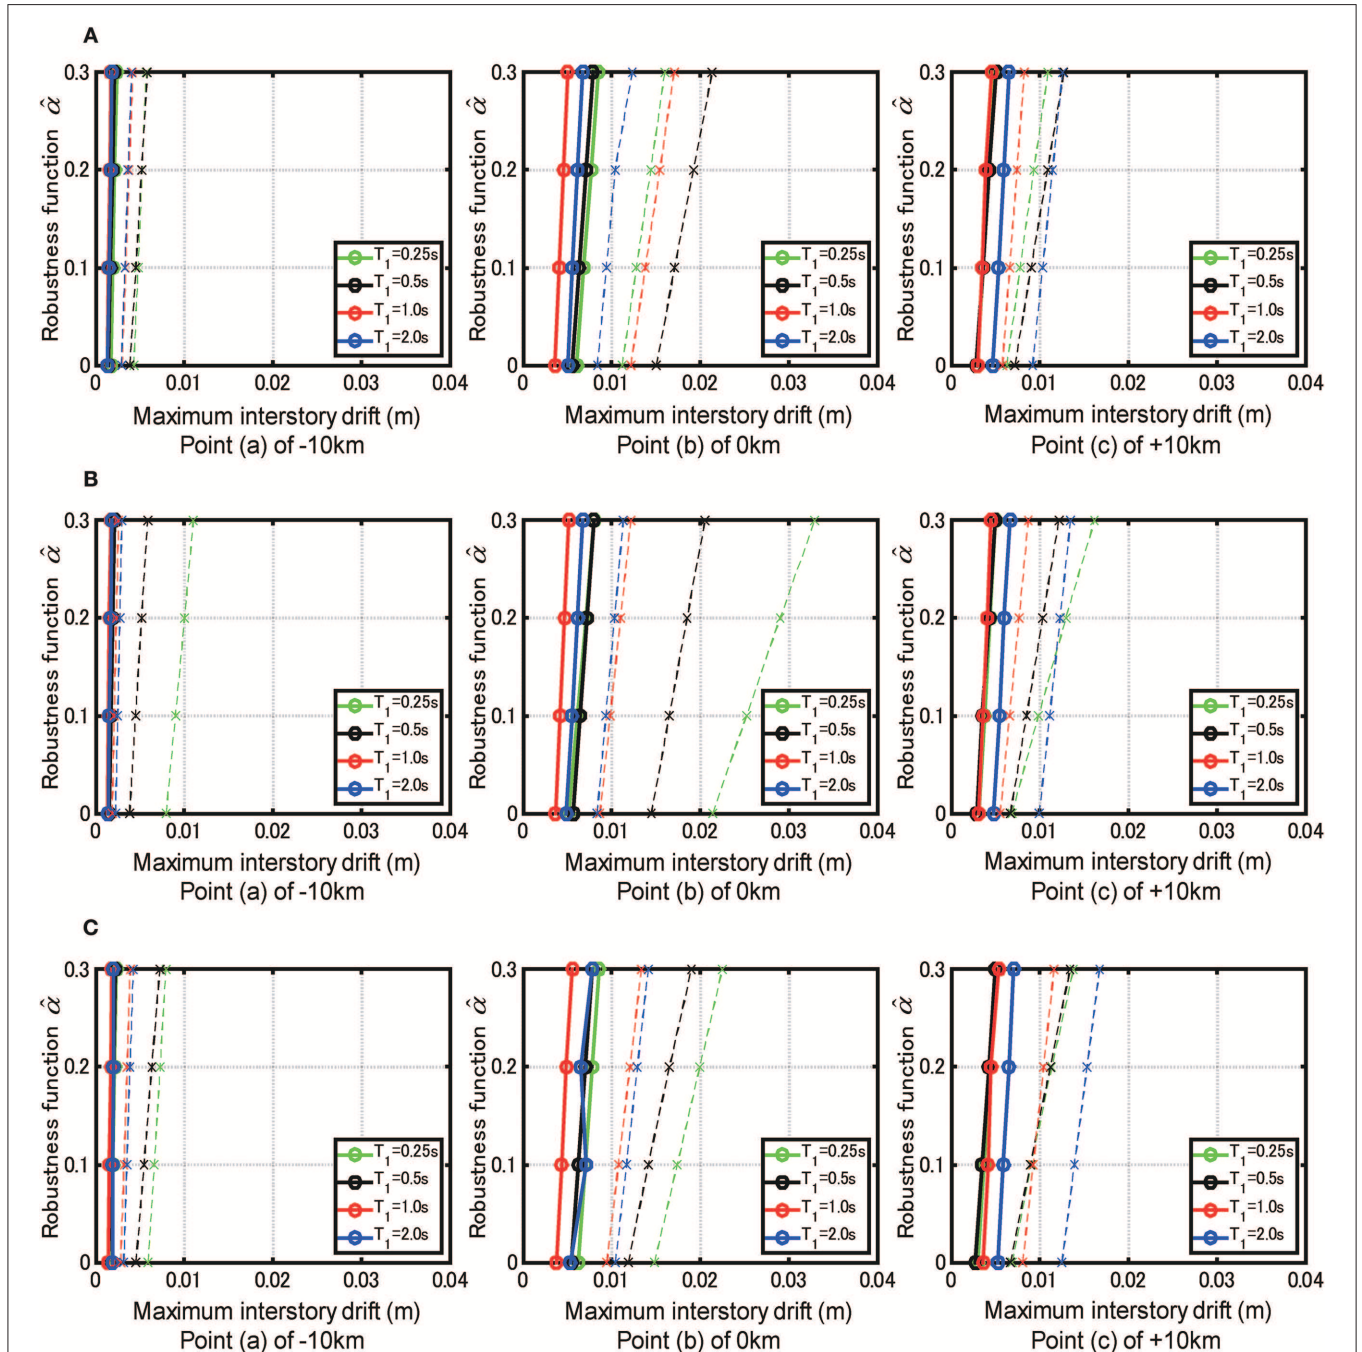 A
Robustness function α̂
0.3
0.2
0.1
0
T1=0.25s
T1=0.5s
T1=1.0s
T1=2.0s
0 0.01 0.02 0.03 0.04
Maximum interstory drift (m)
Point (a) of -10km
Robustness function α̂
0.3
0.2
0.1
0
T1=0.25s
T1=0.5s
T1=1.0s
T1=2.0s
0 0.01 0.02 0.03 0.04
Maximum interstory drift (m)
Point (b) of 0km
Robustness function α̂
0.3
0.2
0.1
0
T1=0.25s
T1=0.5s
T1=1.0s
T1=2.0s
0 0.01 0.02 0.03 0.04
Maximum interstory drift (m)
Point (c) of +10km
B
Robustness function α̂
0.3
0.2
0.1
0
T1=0.25s
T1=0.5s
T1=1.0s
T1=2.0s
0 0.01 0.02 0.03 0.04
Maximum interstory drift (m)
Point (a) of -10km
Robustness function α̂
0.3
0.2
0.1
0
T1=0.25s
T1=0.5s
T1=1.0s
T1=2.0s
0 0.01 0.02 0.03 0.04
Maximum interstory drift (m)
Point (b) of 0km
Robustness function α̂
0.3
0.2
0.1
0
T1=0.25s
T1=0.5s
T1=1.0s
T1=2.0s
0 0.01 0.02 0.03 0.04
Maximum interstory drift (m)
Point (c) of +10km
C
Robustness function α̂
0.3
0.2
0.1
0
T1=0.25s
T1=0.5s
T1=1.0s
T1=2.0s
0 0.01 0.02 0.03 0.04
Maximum interstory drift (m)
Point (a) of -10km
Robustness function α̂
0.3
0.2
0.1
0
T1=0.25s
T1=0.5s
T1=1.0s
T1=2.0s
0 0.01 0.02 0.03 0.04
Maximum interstory drift (m)
Point (b) of 0km
Robustness function α̂
0.3
0.2
0.1
0
T1=0.25s
T1=0.5s
T1=1.0s
T1=2.0s
0 0.01 0.02 0.03 0.04
Maximum interstory drift (m)
Point (c) of +10km